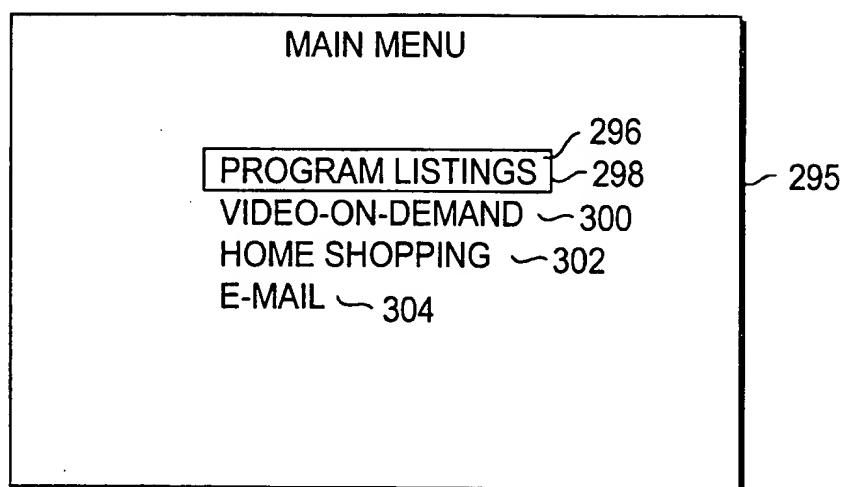 MAIN MENU
296
PROGRAM LISTINGS 298 295
VIDEO-ON-DEMAND 300
HOME SHOPPING 302
E-MAIL 304